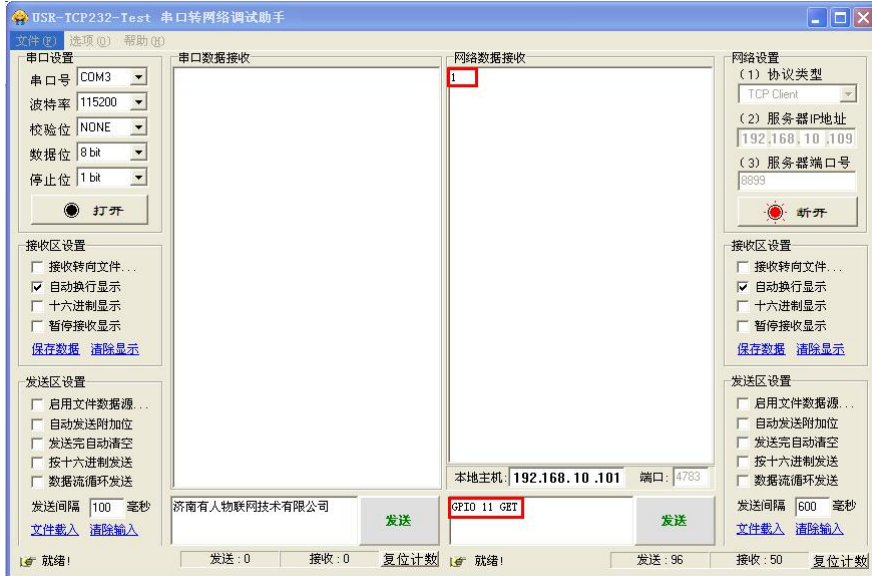 USR-TCP232-Test 串口转网络调试助手
文件(F) 选项(O) 帮助(H)
串口设置
串口号 COM3
波特率 115200
校验位 NONE
数据位 8 bit
停止位 1 bit
打开
接收区设置
接收转向文件...
自动换行显示
十六进制显示
暂停接收显示
保存数据 清除显示
发送区设置
启用文件数据源...
自动发送附加位
发送完自动清空
按十六进制发送
数据流循环发送
发送间隔 100 毫秒
文件载入 清除输入
就绪!
串口数据接收
济南有人物联网技术有限公司
发送
发送:0 接收:0 复位计数
网络数据接收
1
本地主机: 192.168.10.101 端口: 4783
GPIO 11 GET
发送
就绪!
发送:96 接收:50 复位计数
网络设置
(1) 协议类型
TCP Client
(2) 服务器IP地址
192.168.10.109
(3) 服务器端口号
8899
断开
接收区设置
接收转向文件...
自动换行显示
十六进制显示
暂停接收显示
保存数据 清除显示
发送区设置
启用文件数据源...
自动发送附加位
发送完自动清空
按十六进制发送
数据流循环发送
发送间隔 600 毫秒
文件载入 清除输入